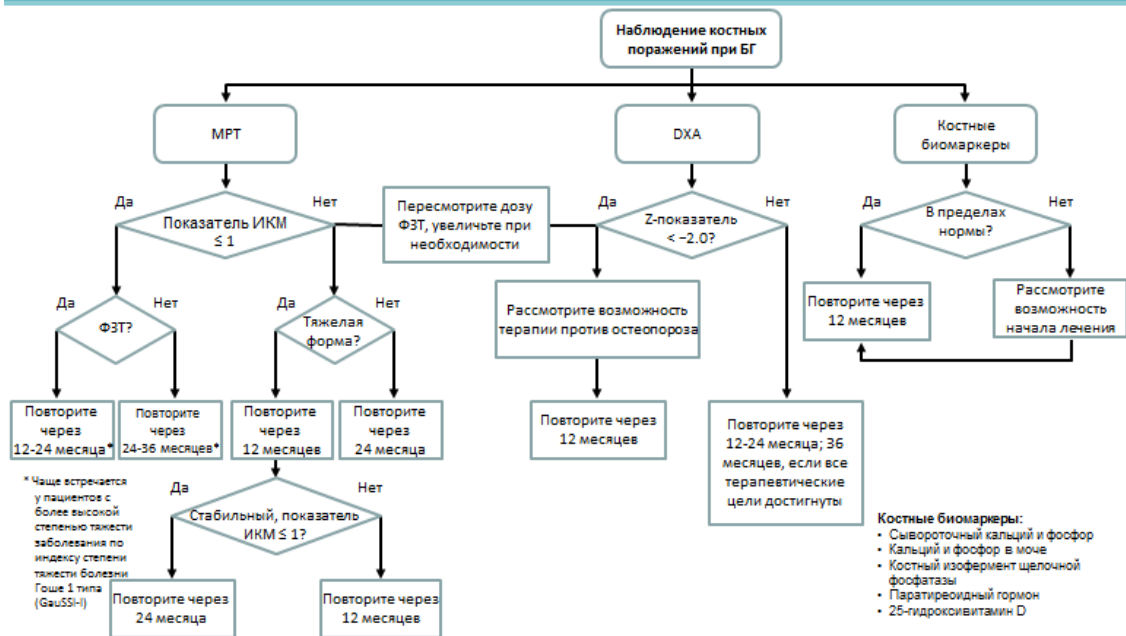 Наблюдение костных
поражений при БГ
МРТ
DXA
Костные
биомаркеры
Да
Нет
Показатель ИКМ
≤ 1
Пересмотрите дозу
ФЗТ, увеличьте при
необходимости
Да
Нет
Z-показатель
< −2.0?
Да
Нет
В пределах
нормы?
Да
Нет
ФЗТ?
Да
Нет
Тяжелая
форма?
Рассмотрите возможность
терапии против остеопороза
Повторите через
12 месяцев
Рассмотрите
возможность
начала лечения
Повторите
через
12-24 месяца*
Повторите
через
24-36 месяцев*
Повторите
через
12 месяцев
Повторите
через
24 месяца
Повторите через
12 месяцев
Повторите через
12-24 месяца; 36
месяцев, если все
терапевтические
цели достигнуты
* Чаще встречается
у пациентов с
более высокой
степенью тяжести
заболевания по
индексу степени
тяжести болезни
Гоше 1 типа
(GauSSI-I)
Да
Нет
Стабильный, показатель
ИКМ ≤ 1?
Повторите через
24 месяца
Повторите через
12 месяцев
Костные биомаркеры:
• Сывороточный кальций и фосфор
• Кальций и фосфор в моче
• Костный изофермент щелочной
фосфатазы
• Паратиреоидный гормон
• 25-гидроксивитамин D